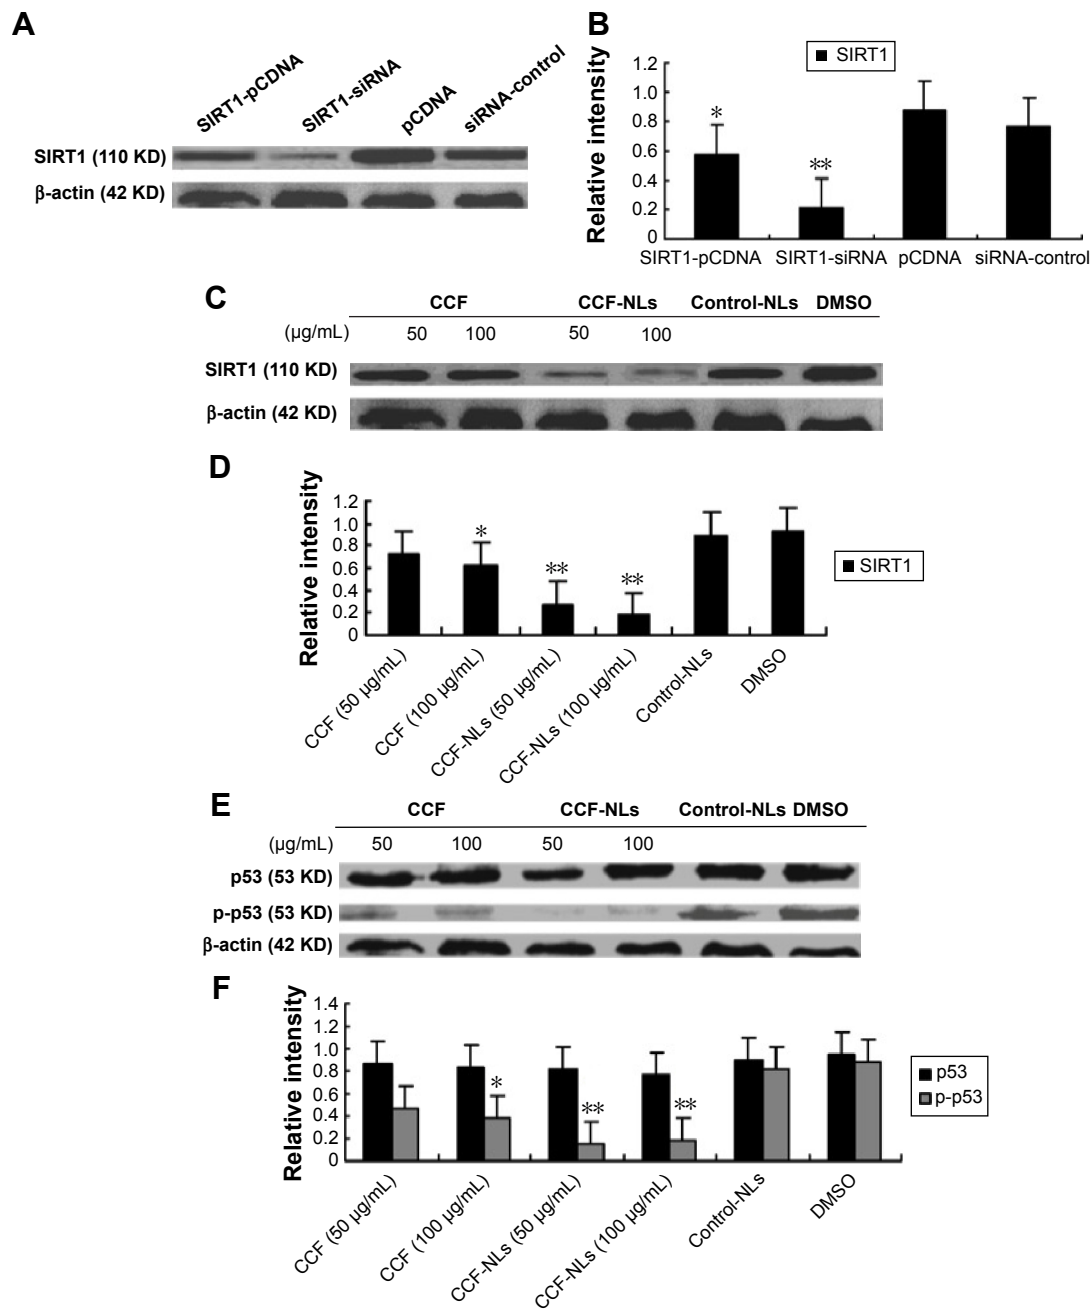 A
SIRT1-pCDNA
SIRT1-siRNA
pCDNA
siRNA-control
SIRT1 (110 KD)
β-actin (42 KD)
B
SIRT1
Relative intensity
1.2
1.0
0.8
0.6
0.4
0.2
0
*
**
SIRT1-pCDNA SIRT1-siRNA pCDNA siRNA-control
C
CCF CCF-NLs Control-NLs DMSO
(µg/mL) 50 100 50 100
SIRT1 (110 KD)
β-actin (42 KD)
D
Relative intensity
1.2
1.0
0.8
0.6
0.4
0.2
0
*
**
**
SIRT1
CCF (50 µg/mL)
CCF (100 µg/mL)
CCF-NLs (50 µg/mL)
CCF-NLs (100 µg/mL)
Control-NLs
DMSO
E
CCF CCF-NLs Control-NLs DMSO
(µg/mL) 50 100 50 100
p53 (53 KD)
p-p53 (53 KD)
β-actin (42 KD)
F
Relative intensity
1.4
1.2
1.0
0.8
0.6
0.4
0.2
0
*
**
**
p53
p-p53
CCF (50 µg/mL)
CCF (100 µg/mL)
CCF-NLs (50 µg/mL)
CCF-NLs (100 µg/mL)
Control-NLs
DMSO